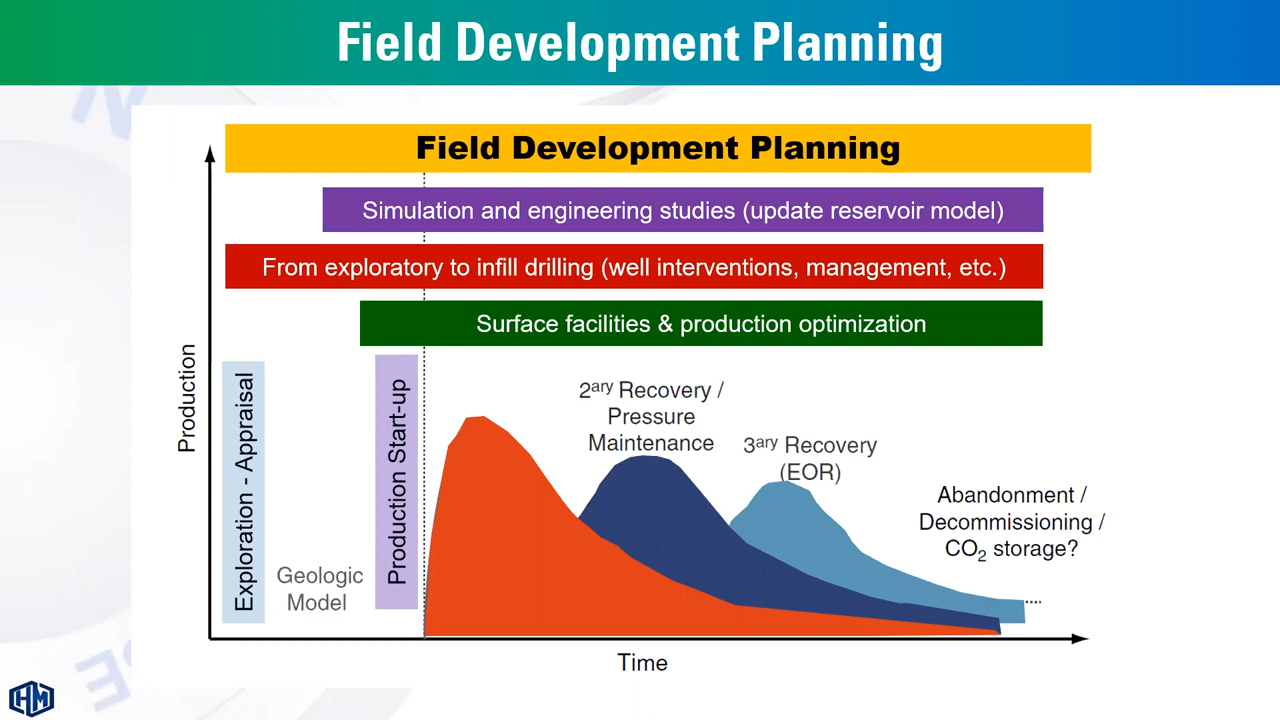 Field Development Planning
Field Development Planning
Simulation and engineering studies (update reservoir model)
From exploratory to infill drilling (well interventions, management, etc.)
Surface facilities & production optimization
Production
Exploration - Appraisal
Geologic
Model
Production Start-up
2ary Recovery /
Pressure
Maintenance
3ary Recovery
(EOR)
Abandonment /
Decommissioning /
CO2 storage?
Time
HM